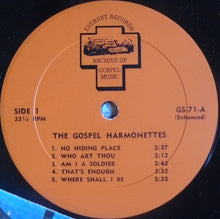 EVEREST RECORDS
ARCHIVE OF
GOSPEL
MUSIC
SIDE 1
33⅓ RPM
GS-71-A
(Enhanced)
THE GOSPEL HARMONETTES
1. NO HIDING PLACE 2:37
2. WHO ART THOU 2:32
3. AM I A SOLDIER 2:43
4. THAT'S ENOUGH 2:32
5. WHERE SHALL I BE 2:32